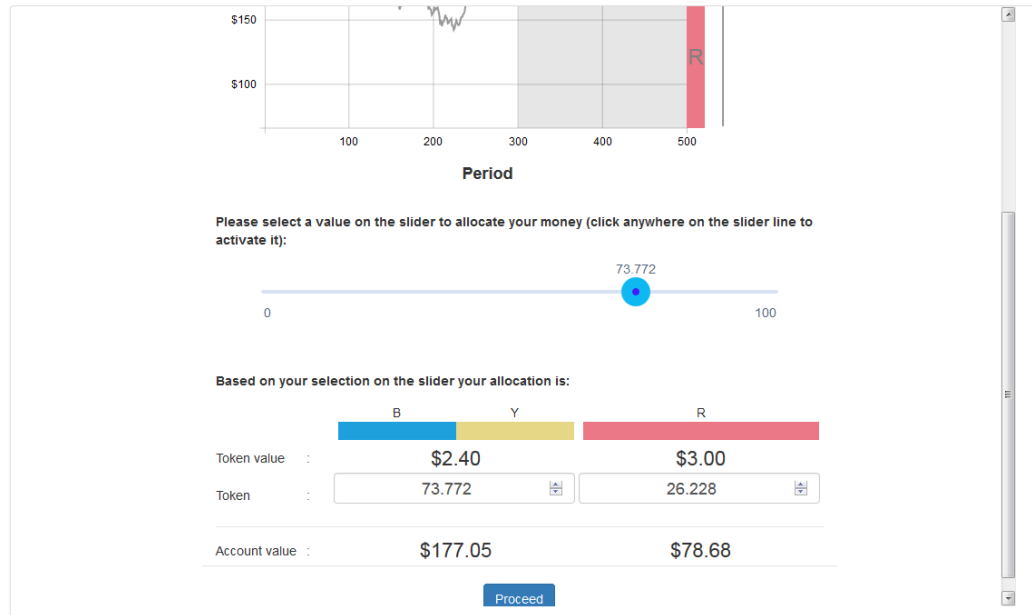 $150
R
$100
100 200 300 400 500
Period
Please select a value on the slider to allocate your money (click anywhere on the slider line to
activate it):
73.772
0 100
Based on your selection on the slider your allocation is:
B Y R
Token value : $2.40 $3.00
Token : 73.772 26.228
Account value : $177.05 $78.68
Proceed